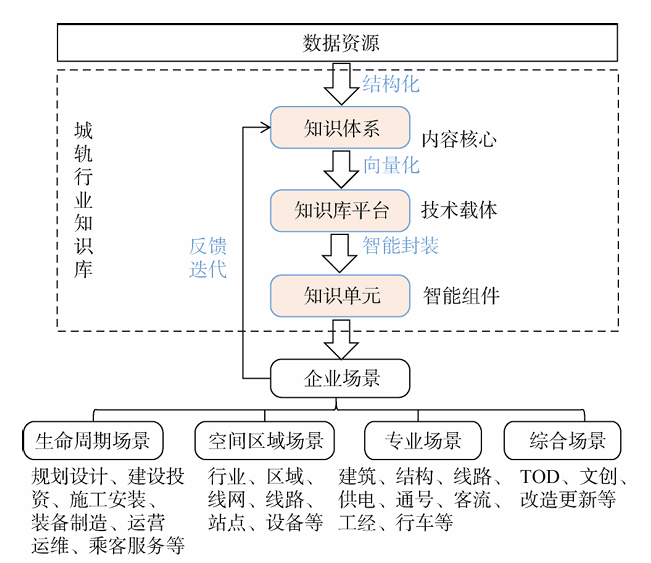 数据资源
结构化
知识体系
内容核心
向量化
知识库平台
技术载体
智能封装
知识单元
智能组件
城轨行业知识库
反馈
迭代
企业场景
生命周期场景
空间区域场景
专业场景
综合场景
规划设计、建设投
资、施工安装、
装备制造、运营
运维、乘客服务等
行业、区域、
线网、线路、
站点、设备等
建筑、结构、线路、
供电、通号、客流、
工经、行车等
TOD、文创、
改造更新等